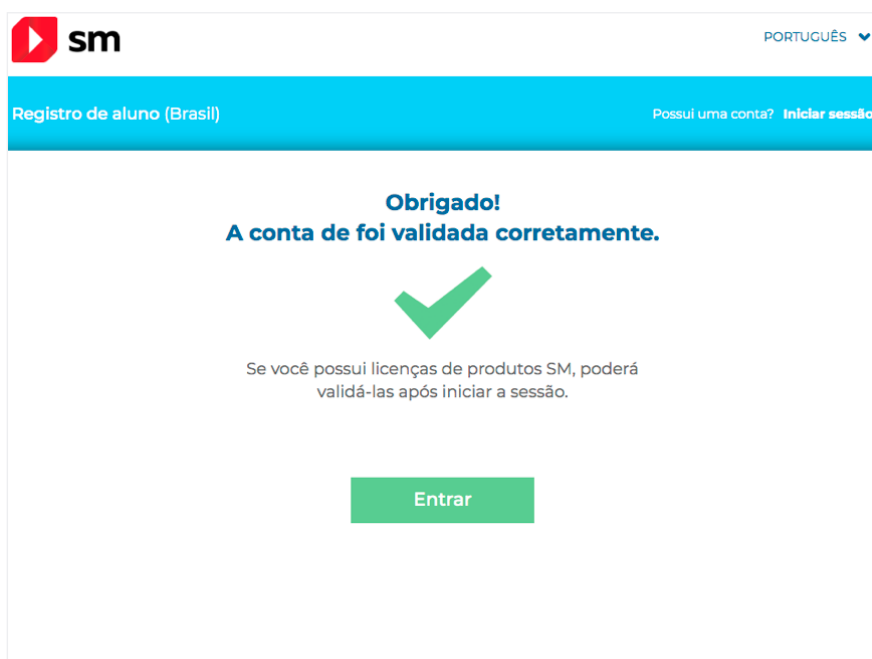 sm
PORTUGUÊS
Registro de aluno (Brasil)
Possui uma conta? Iniciar sessão
Obrigado!
A conta de foi validada corretamente.
Se você possui licenças de produtos SM, poderá
validá-las após iniciar a sessão.
Entrar